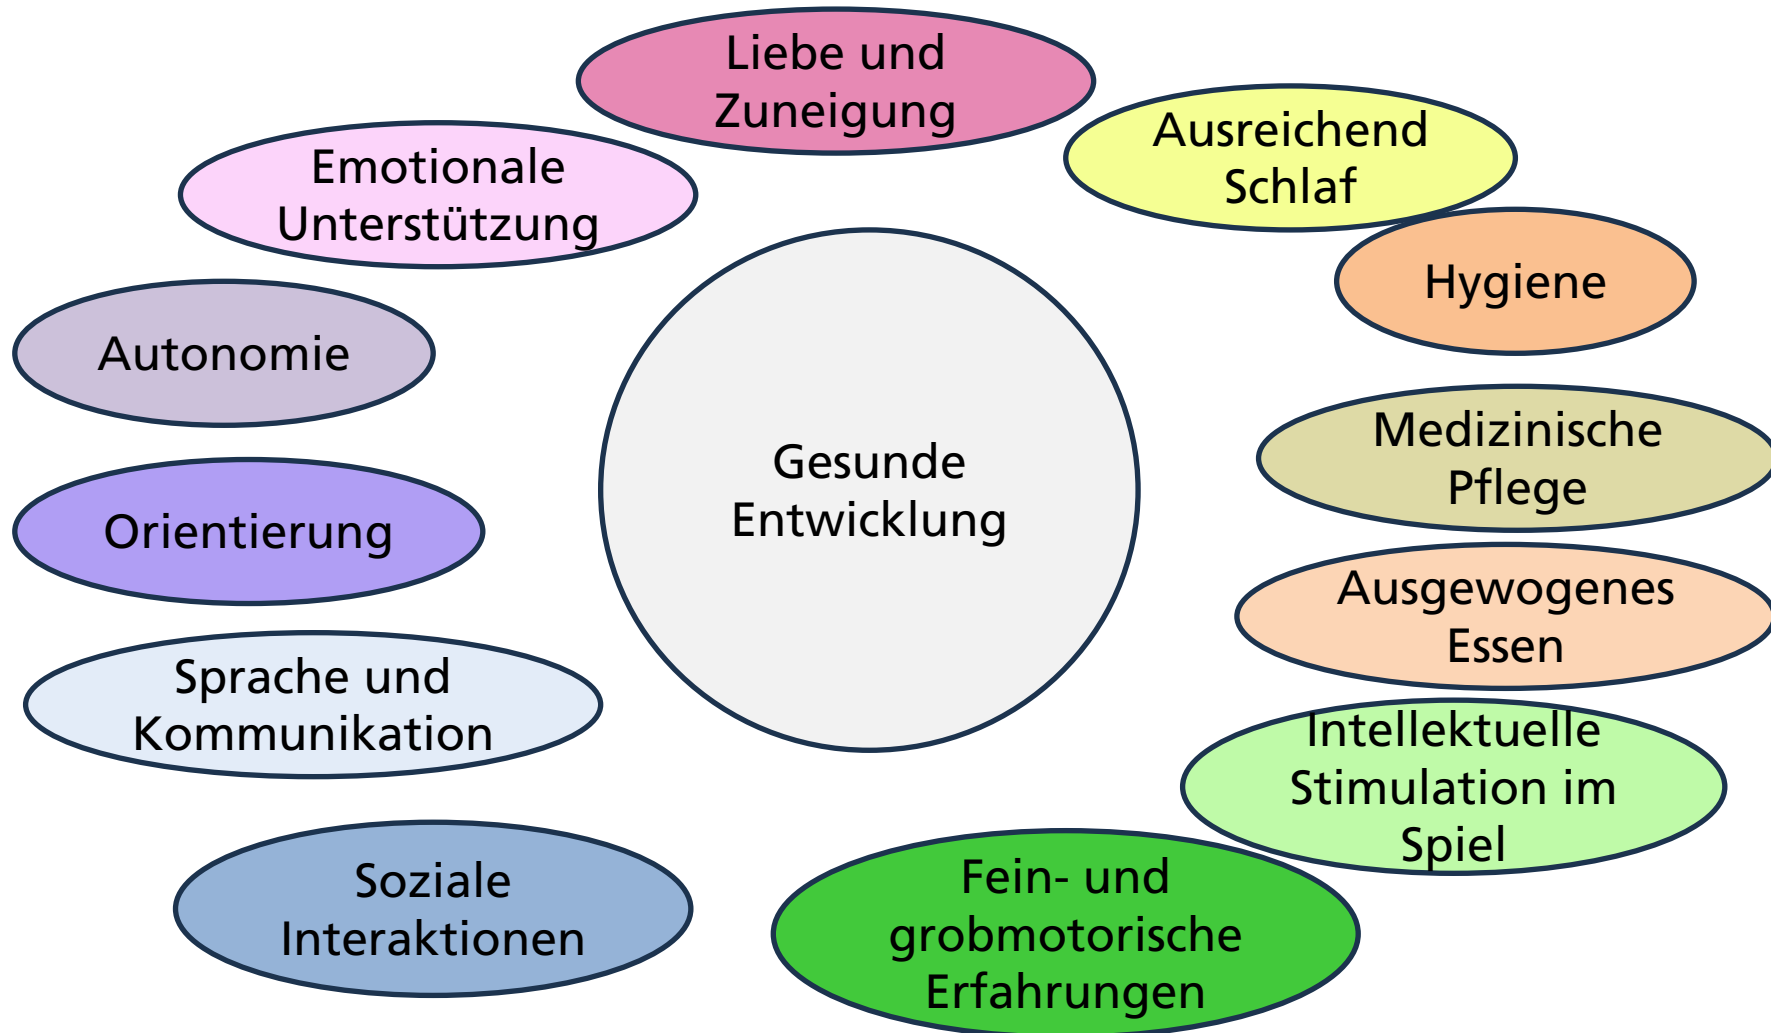 Liebe und
Zuneigung
Ausreichend
Schlaf
Emotionale
Unterstützung
Hygiene
Autonomie
Medizinische
Pflege
Gesunde
Entwicklung
Orientierung
Ausgewogenes
Essen
Sprache und
Kommunikation
Intellektuelle
Stimulation im
Spiel
Soziale
Interaktionen
Fein- und
grobmotorische
Erfahrungen